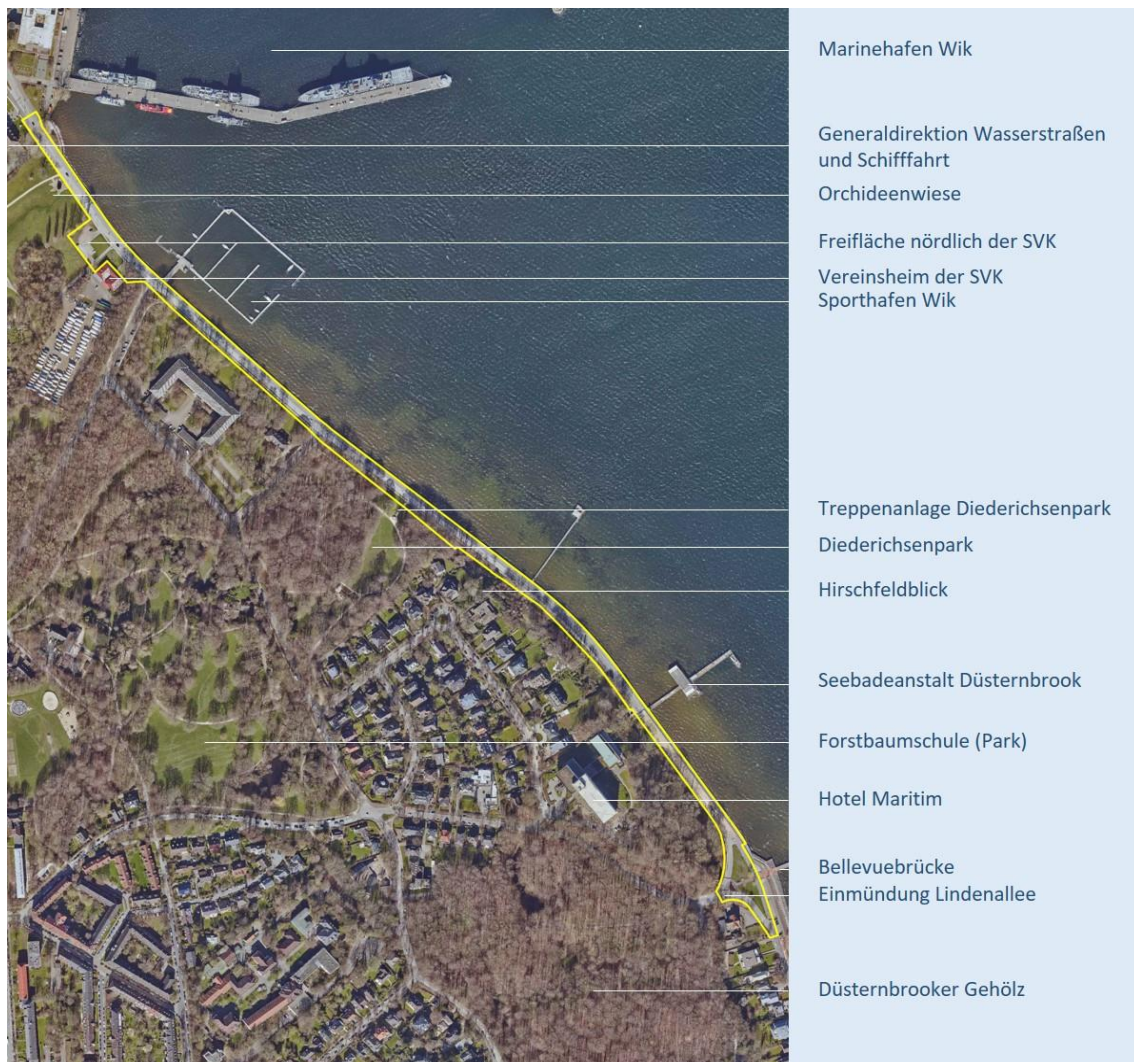 Marinehafen Wik
Generaldirektion Wasserstraßen
und Schifffahrt
Orchideenwiese
Freifläche nördlich der SVK
Vereinsheim der SVK
Sporthafen Wik
Treppenanlage Diederichsenpark
Diederichsenpark
Hirschfeldblick
Seebadeanstalt Düsternbrook
Forstbaumschule (Park)
Hotel Maritim
Bellevuebrücke
Einmündung Lindenallee
Düsternbrooker Gehölz